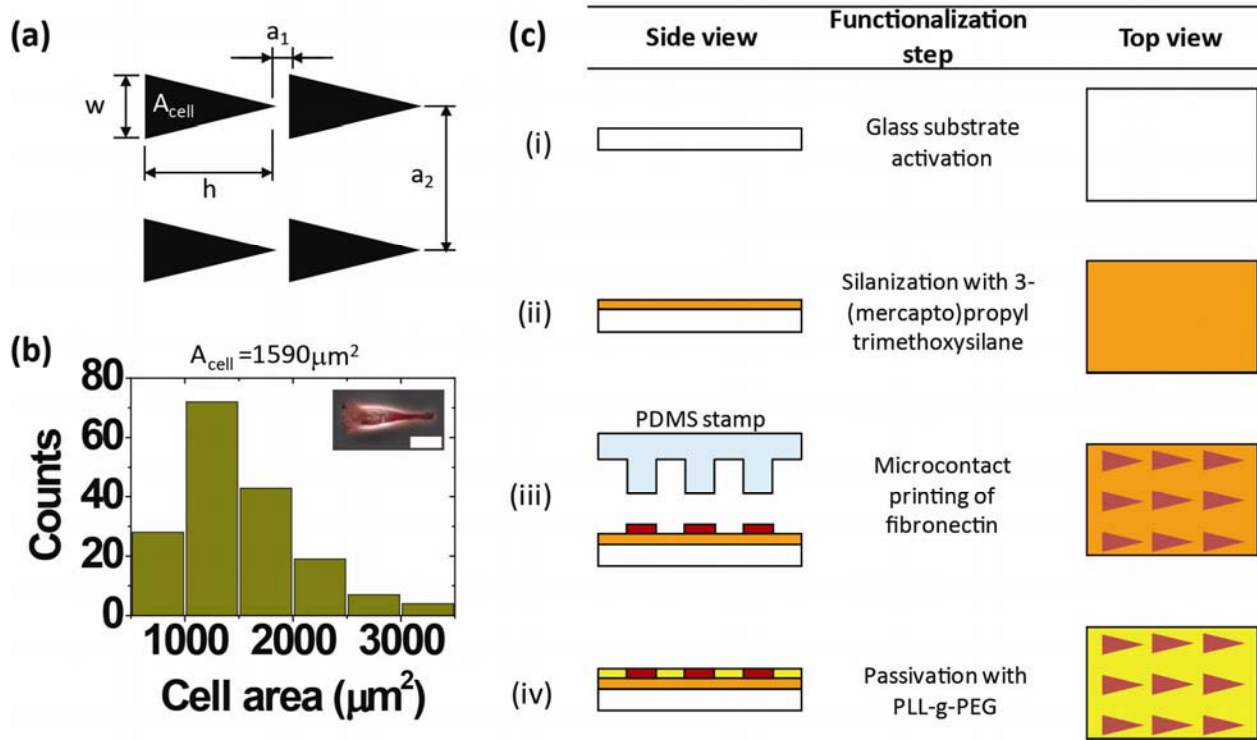 (a)
a1
w
Acell
h
a2
(b)
Acell =1590μm2
80
60
40
20
0
Counts
1000 2000 3000
Cell area (μm2)
(c)
Side view
Functionalization
step
Top view
(i)
Glass substrate
activation
(ii)
Silanization with 3-
(mercapto)propyl
trimethoxysilane
PDMS stamp
(iii)
Microcontact
printing of
fibronectin
(iv)
Passivation with
PLL-g-PEG